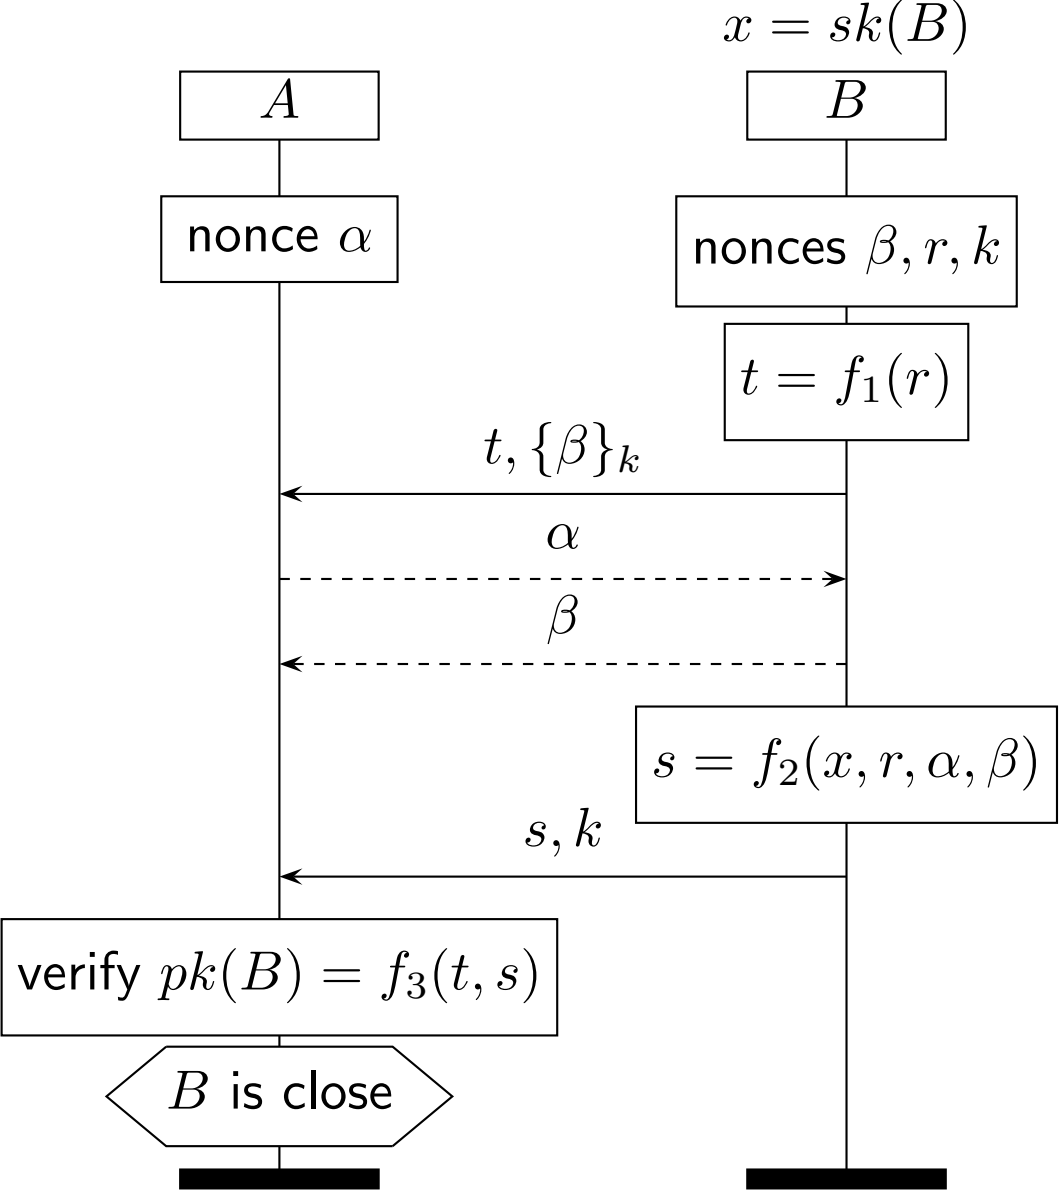 x = sk(B)
A
B
nonce α
nonces β, r, k
t = f₁(r)
t, {β}ₖ
α
β
s = f₂(x, r, α, β)
s, k
verify pk(B) = f₃(t, s)
B is close